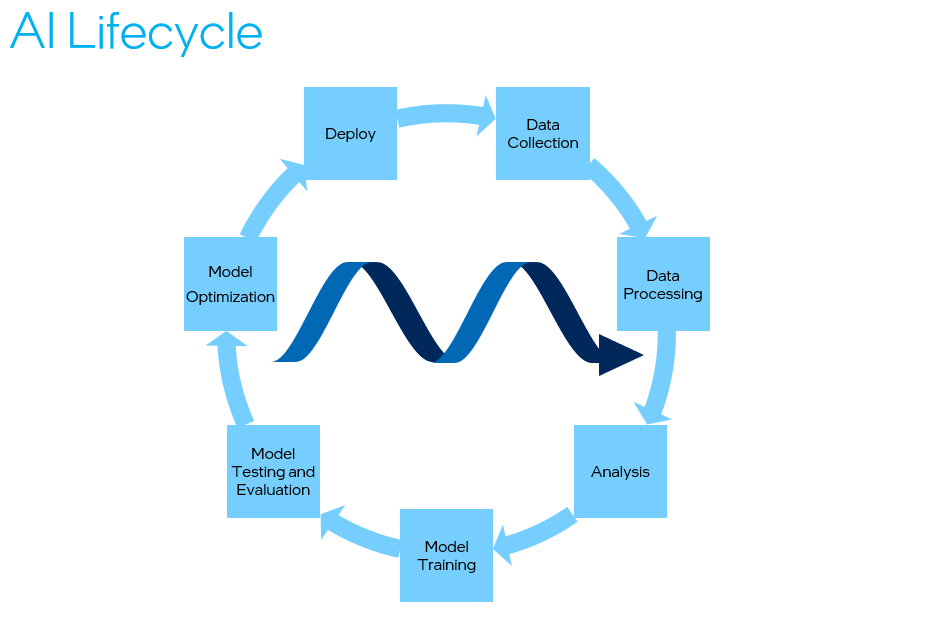 AI Lifecycle
Deploy
Data
Collection
Data
Processing
Analysis
Model
Training
Model
Testing and
Evaluation
Model
Optimization